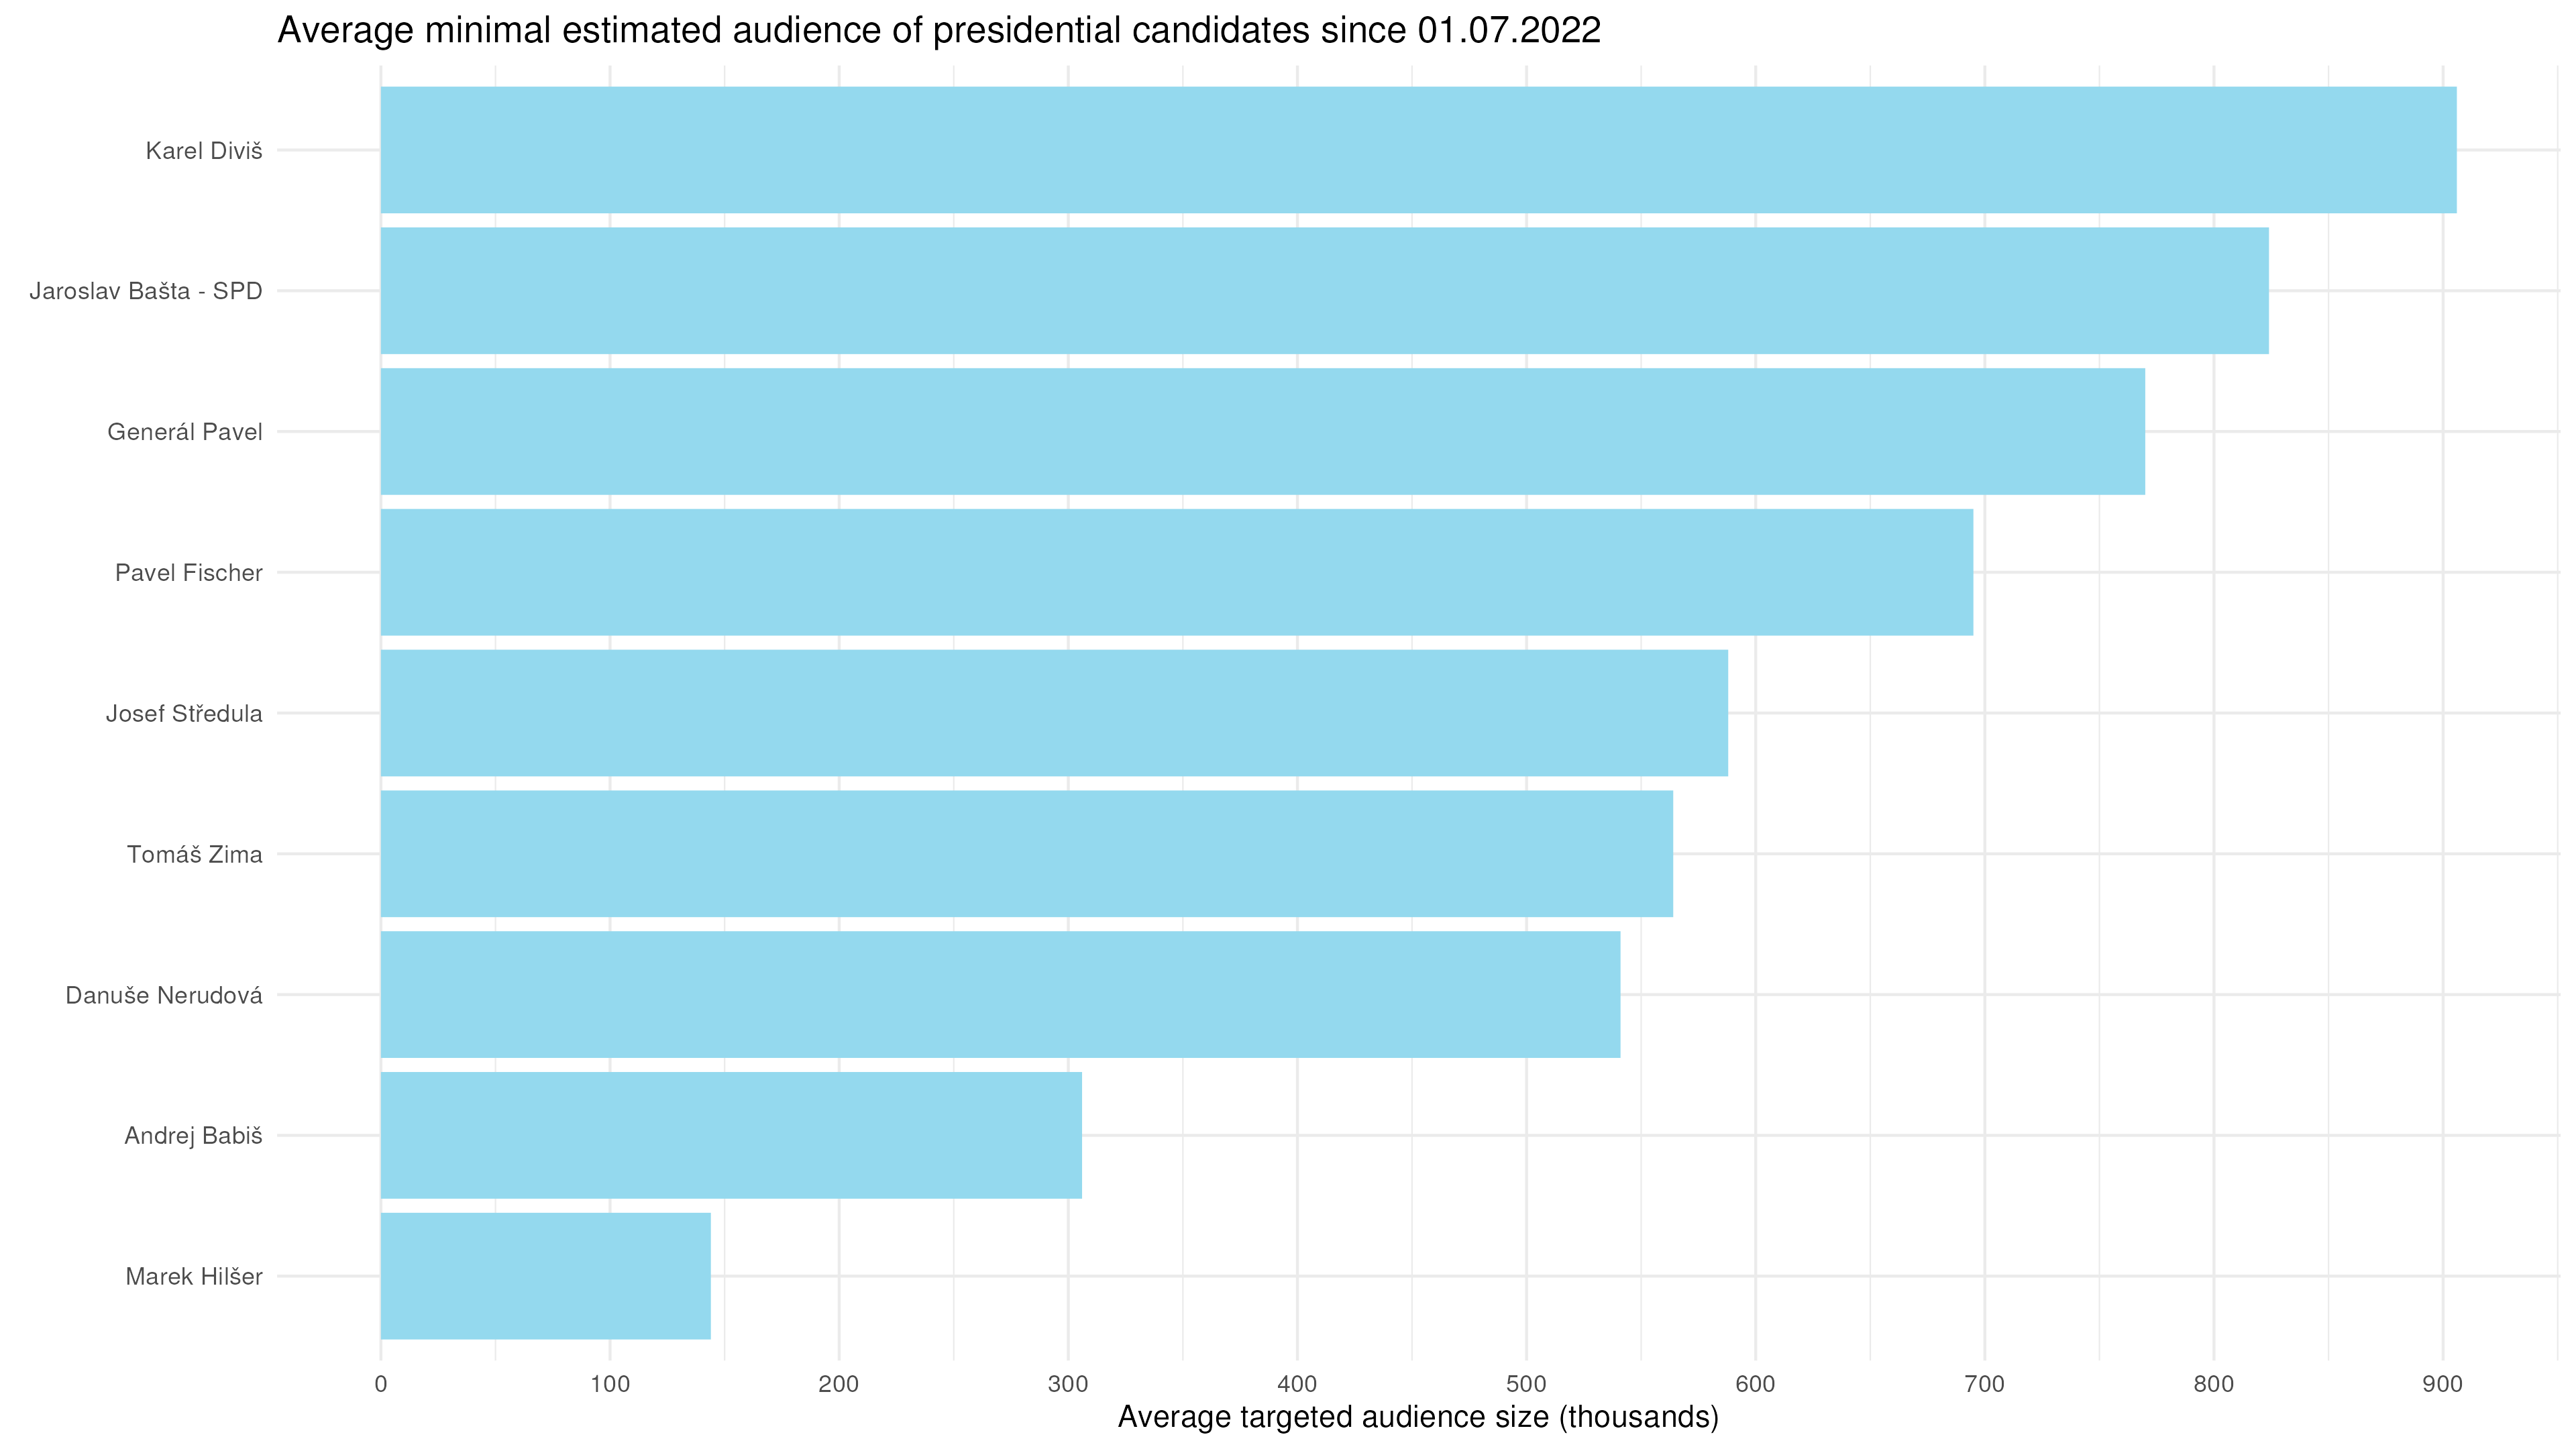 Average minimal estimated audience of presidential candidates since 01.07.2022
Karel Diviš
Jaroslav Bašta - SPD
Generál Pavel
Pavel Fischer
Josef Středula
Tomáš Zima
Danuše Nerudová
Andrej Babiš
Marek Hilšer
0 100 200 300 400 500 600 700 800 900
Average targeted audience size (thousands)